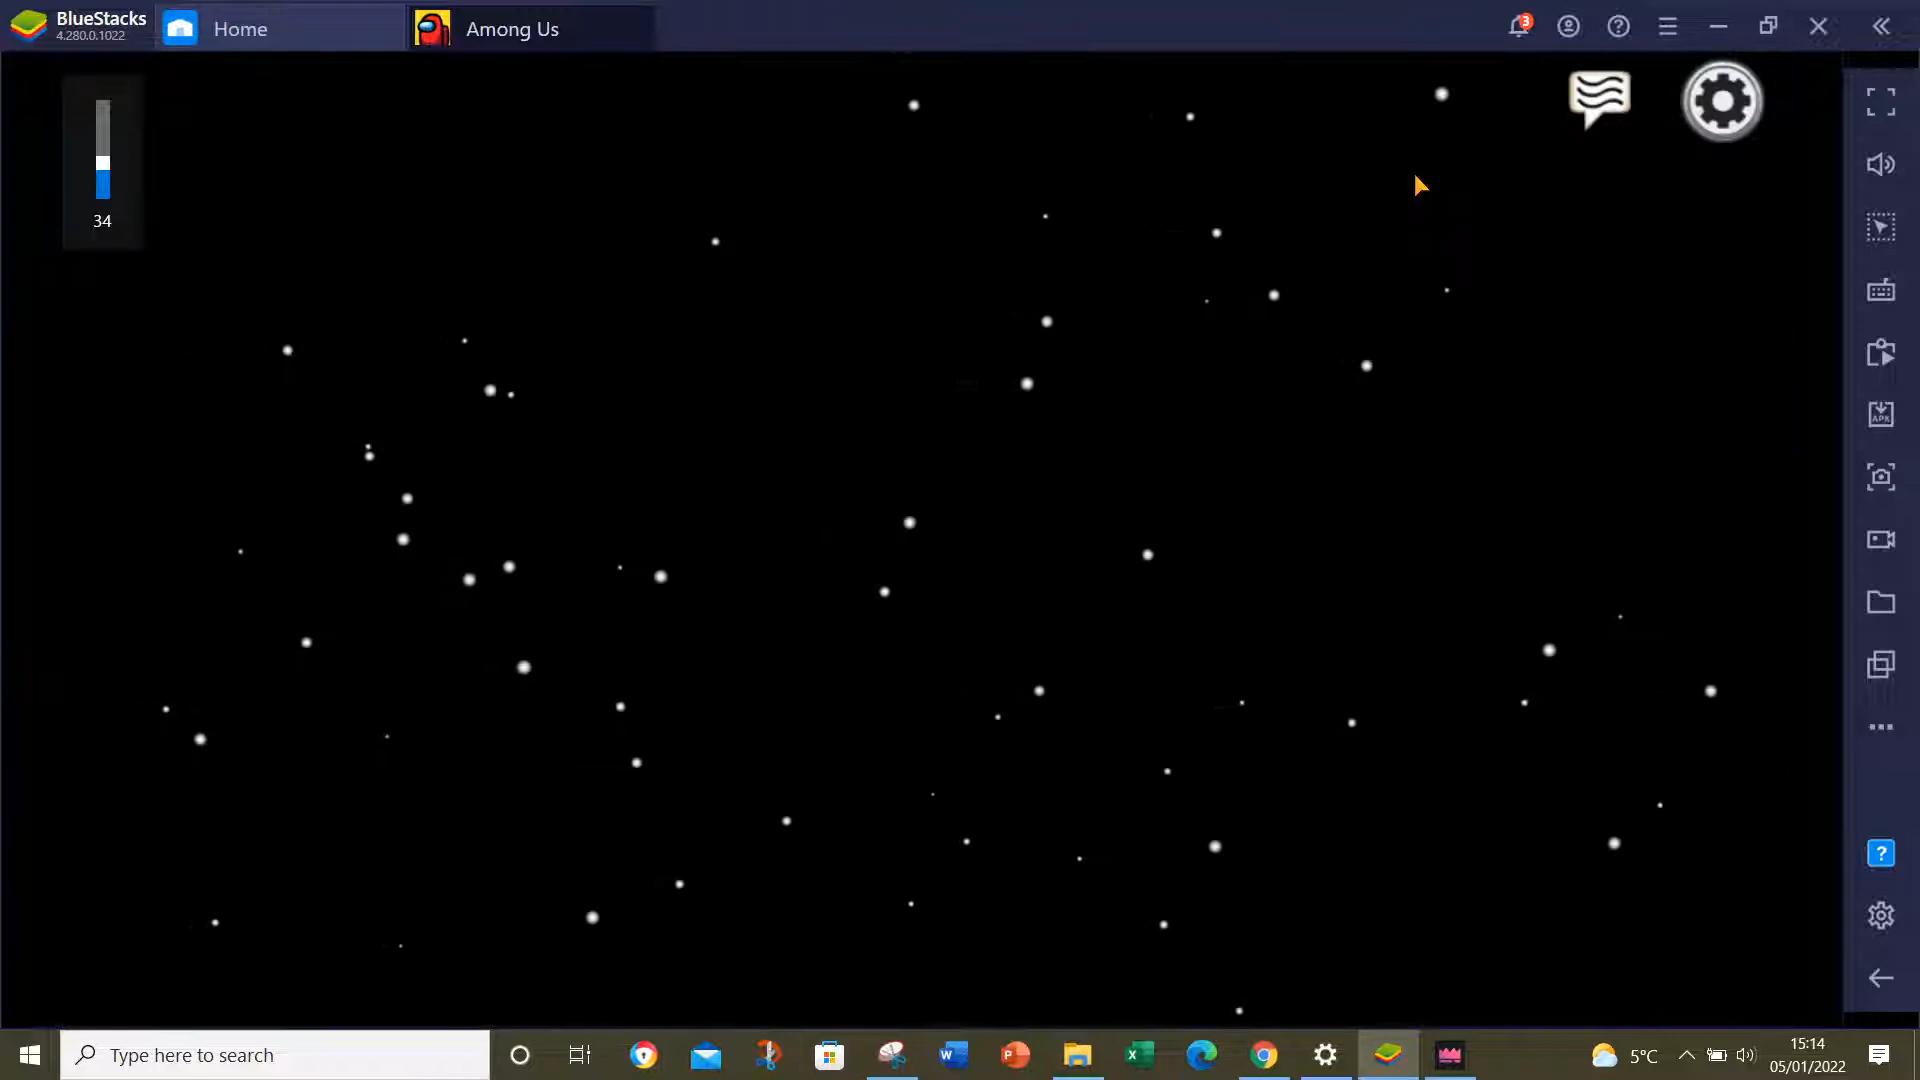 BlueStacks
4.280.0.1022
Home
Among Us
3
34
APK
?
Type here to search
5°C
15:14
05/01/2022